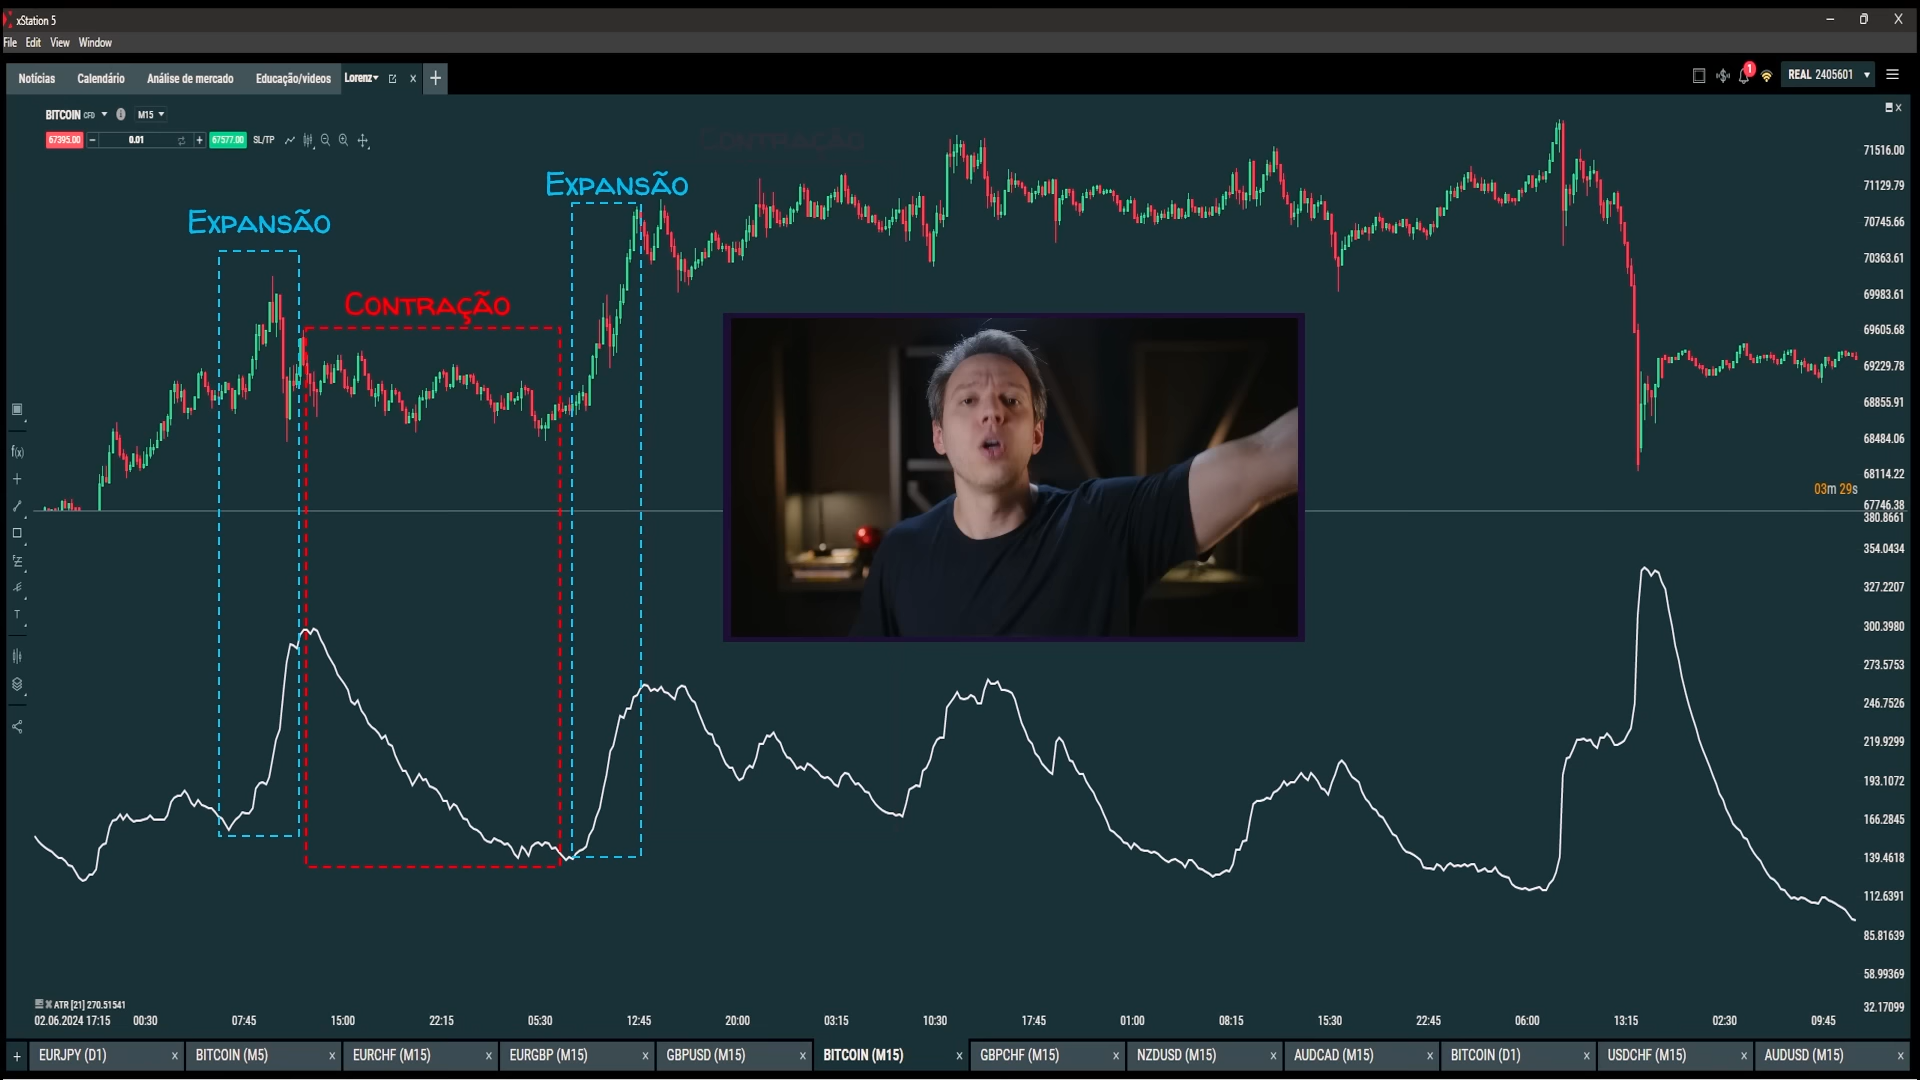 xStation 5
File Edit View Window
Notícias Calendário Análise de mercado Educação/vídeos Lorenz
1
REAL 2405601
BITCOIN CFD M15
67395.00 0.01 67577.00 SL/TP
CONTRAÇÃO
EXPANSÃO
EXPANSÃO
CONTRAÇÃO
71516.00
71129.79
70745.66
70363.61
69983.61
69605.68
69229.78
68855.91
68484.06
68114.22
03m 29s
67746.38
380.8661
354.0434
327.2207
300.3980
273.5753
246.7526
219.9299
193.1072
166.2845
139.4618
112.6391
85.81639
58.99369
32.17099
f(x)
T
ATR [21] 270.51541
02.06.2024 17:15 00:30 07:45 15:00 22:15 05:30 12:45 20:00 03:15 10:30 17:45 01:00 08:15 15:30 22:45 06:00 13:15 02:30 09:45
EURJPY (D1) BITCOIN (M5) EURCHF (M15) EURGBP (M15) GBPUSD (M15) BITCOIN (M15) GBPCHF (M15) NZDUSD (M15) AUDCAD (M15) BITCOIN (D1) USDCHF (M15) AUDUSD (M15)